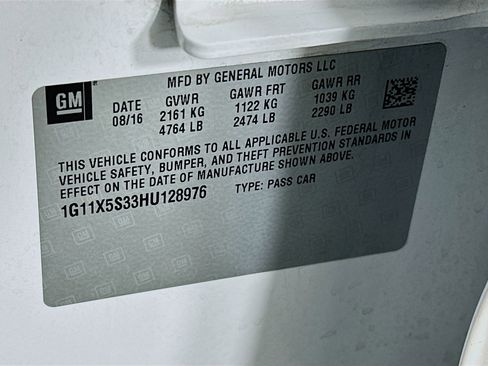 GM
MFD BY GENERAL MOTORS LLC
DATE GVWR GAWR FRT GAWR RR
08/16 2161 KG 1122 KG 1039 KG
4764 LB 2474 LB 2290 LB
THIS VEHICLE CONFORMS TO ALL APPLICABLE U.S. FEDERAL MOTOR
VEHICLE SAFETY, BUMPER, AND THEFT PREVENTION STANDARDS IN
EFFECT ON THE DATE OF MANUFACTURE SHOWN ABOVE.
1G11X5S33HU128976 TYPE: PASS CAR